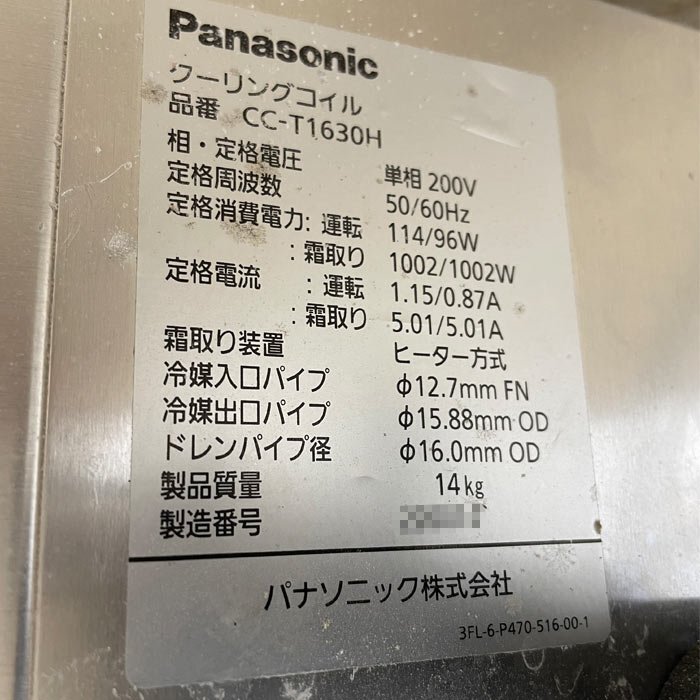 Panasonic
クーリングコイル
品番 CC-T1630H
相・定格電圧 単相 200V
定格周波数 50/60Hz
定格消費電力: 運転 114/96W
: 霜取り 1002/1002W
定格電流 : 運転 1.15/0.87A
: 霜取り 5.01/5.01A
霜取り装置 ヒーター方式
冷媒入口パイプ φ12.7mm FN
冷媒出口パイプ φ15.88mm OD
ドレンパイプ径 φ16.0mm OD
製品質量 14kg
製造番号
パナソニック株式会社
3FL-6-P470-516-00-1